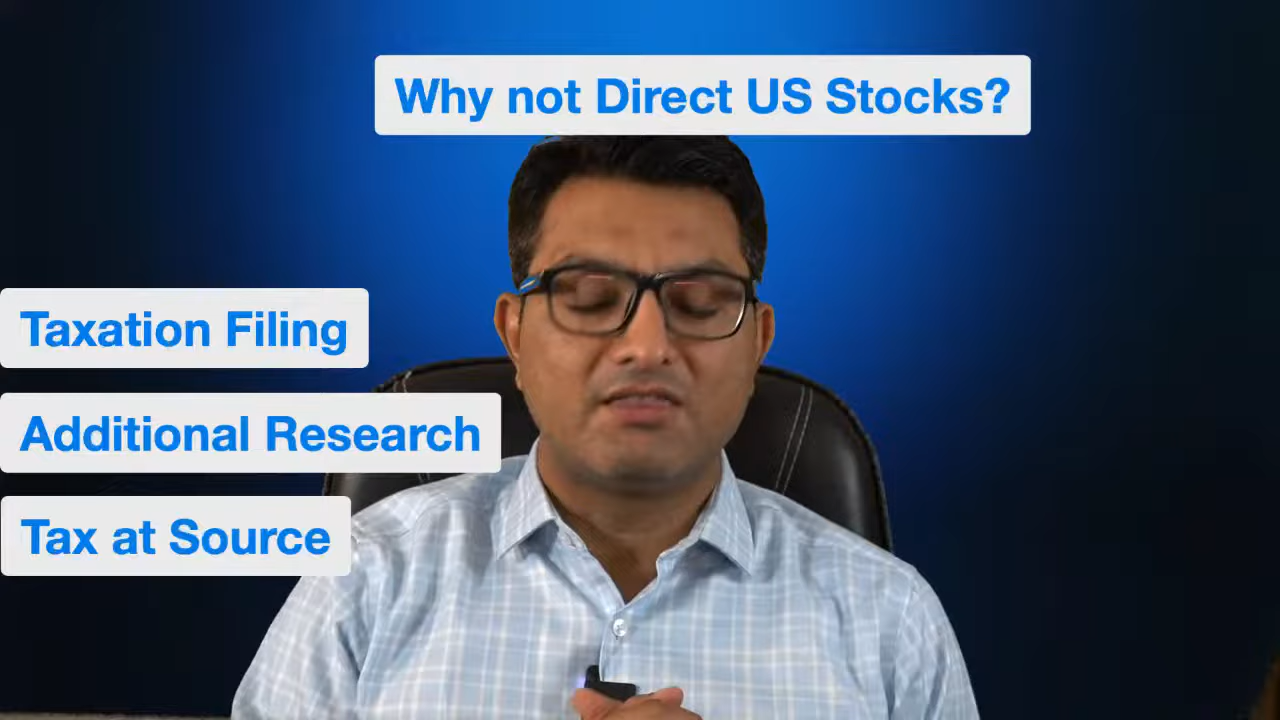 Why not Direct US Stocks?
Taxation Filing
Additional Research
Tax at Source